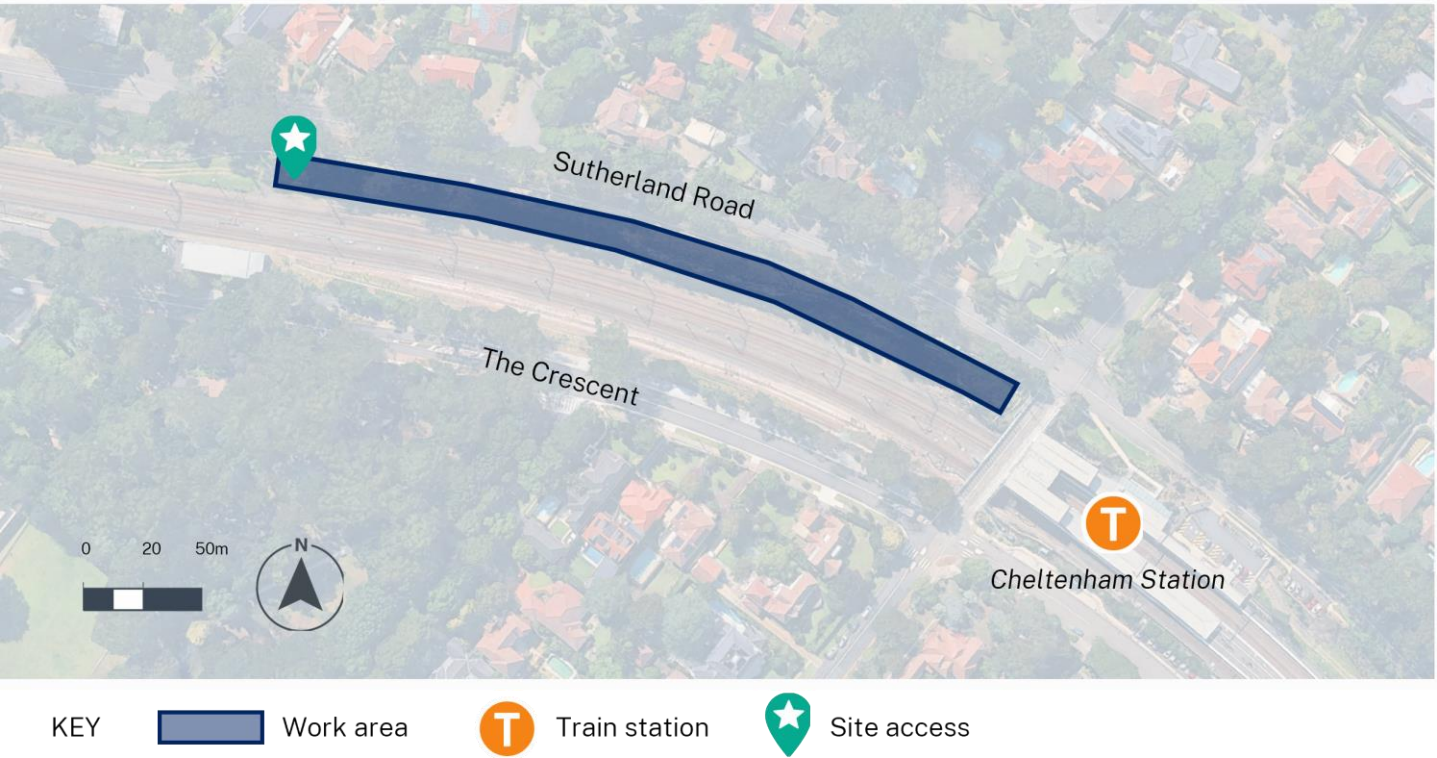 Sutherland Road
The Crescent
T
Cheltenham Station
0 20 50m
N
KEY Work area T Train station Site access